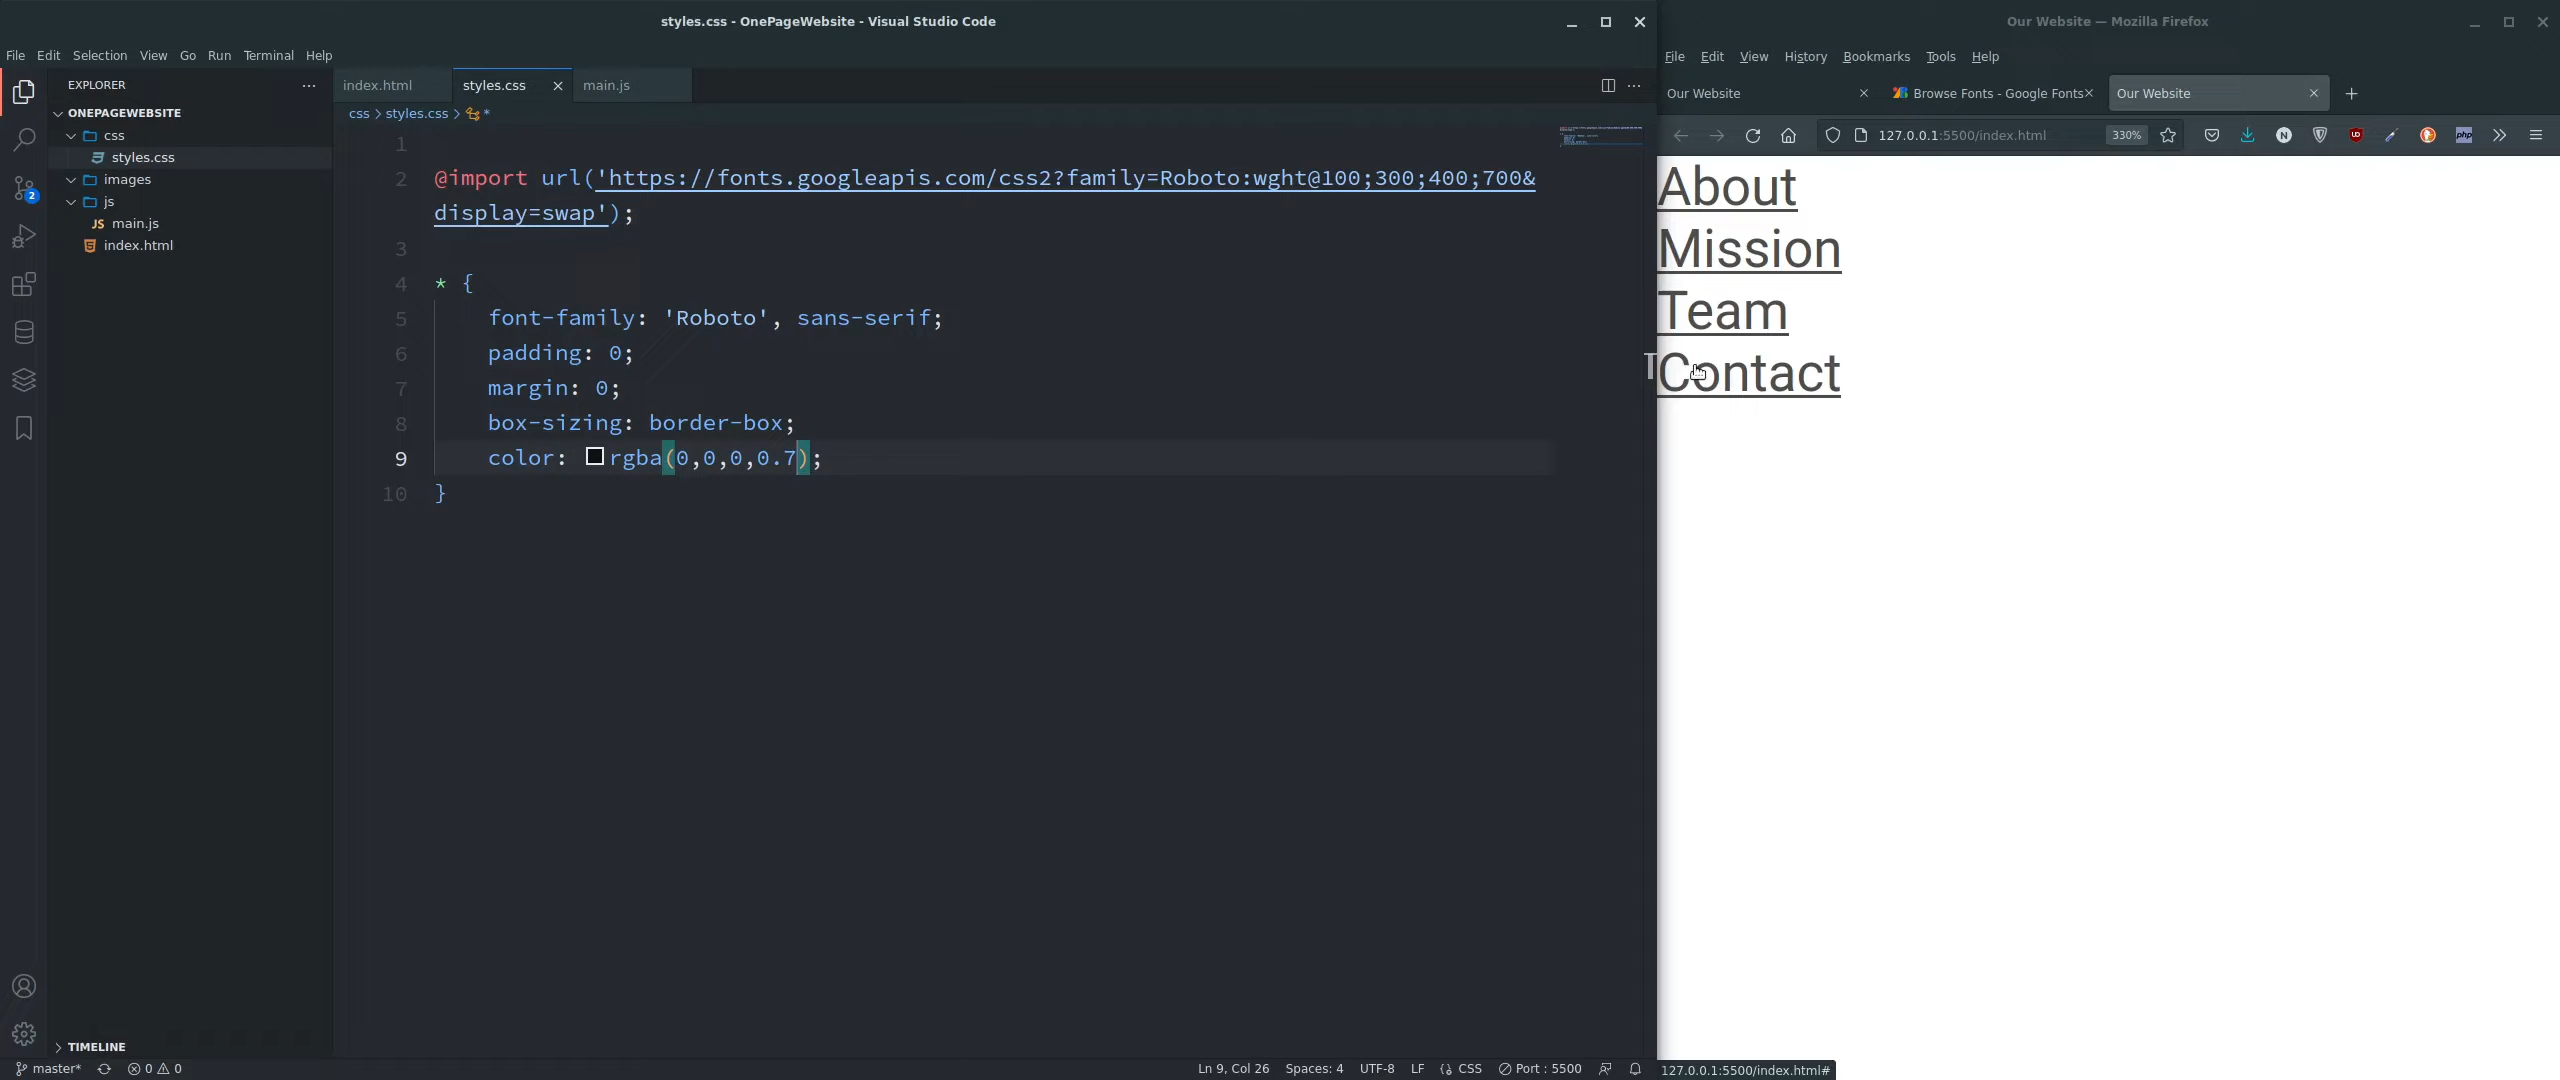 styles.css - OnePageWebsite - Visual Studio Code
File Edit Selection View Go Run Terminal Help
EXPLORER
ONEPAGEWEBSITE
css
styles.css
images
js
main.js
index.html
TIMELINE
2
index.html styles.css main.js
css > styles.css > *
1
2 @import url('https://fonts.googleapis.com/css2?family=Roboto:wght@100;300;400;700&
display=swap');
3
4 * {
5 font-family: 'Roboto', sans-serif;
6 padding: 0;
7 margin: 0;
8 box-sizing: border-box;
9 color: rgba(0,0,0,0.7);
10 }
master* 0 0 Ln 9, Col 26 Spaces: 4 UTF-8 LF CSS Port : 5500
Our Website — Mozilla Firefox
File Edit View History Bookmarks Tools Help
Our Website Browse Fonts - Google Fonts Our Website
127.0.0.1:5500/index.html 330% N UD php
About
Mission
Team
Contact
127.0.0.1:5500/index.html#